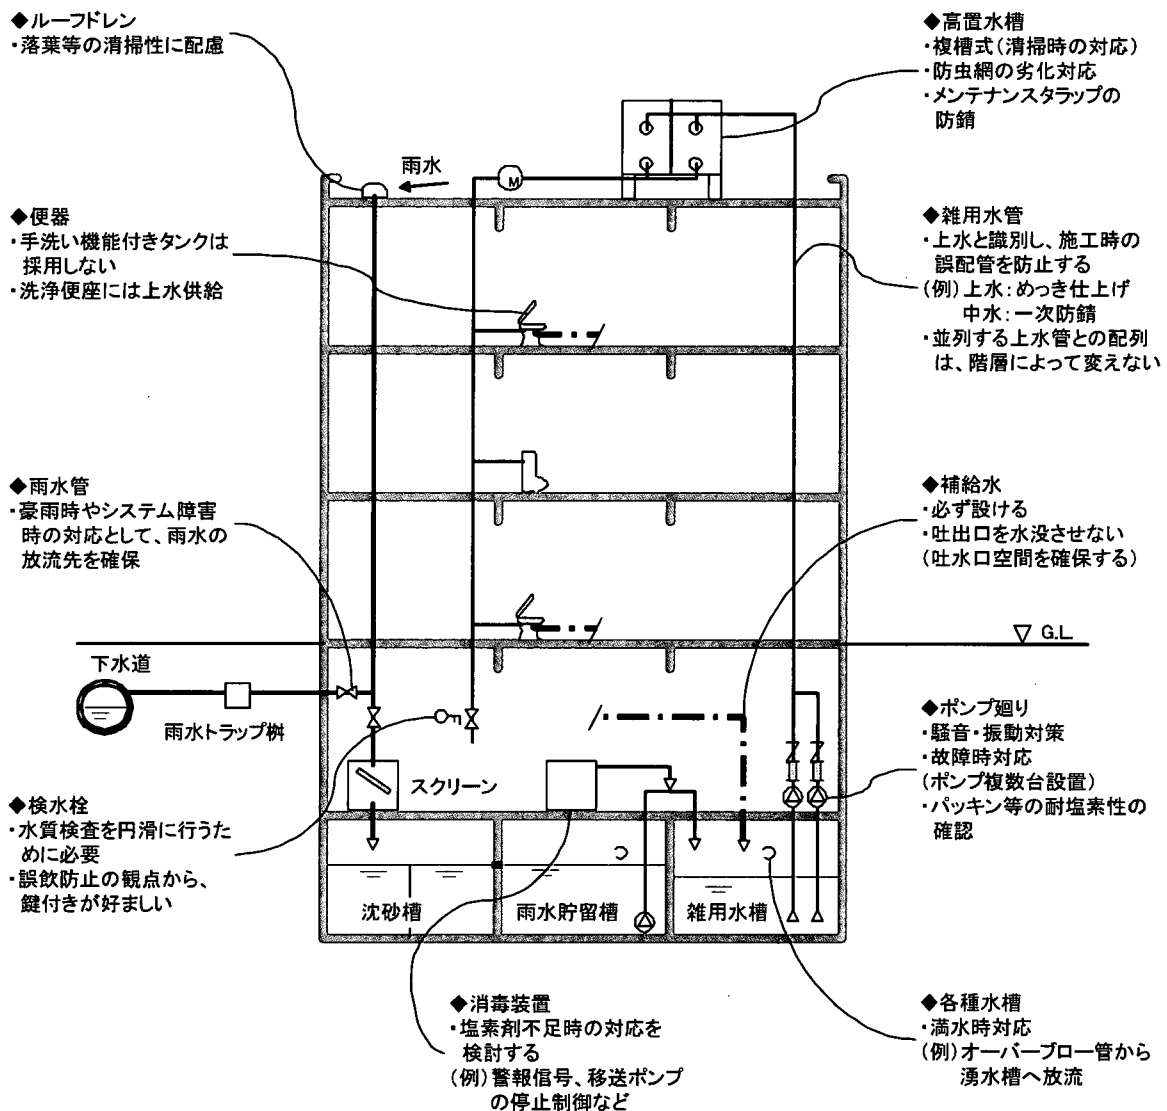 ◆ルーフドレン
・落葉等の清掃性に配慮
◆高置水槽
・複槽式(清掃時の対応)
・防虫網の劣化対応
・メンテナンスタラップの
防錆
雨水
M
◆便器
・手洗い機能付きタンクは
採用しない
・洗浄便座には上水供給
◆雑用水管
・上水と識別し、施工時の
誤配管を防止する
(例)上水:めっき仕上げ
中水:一次防錆
・並列する上水管との配列
は、階層によって変えない
◆雨水管
・豪雨時やシステム障害
時の対応として、雨水の
放流先を確保
◆補給水
・必ず設ける
・吐出口を水没させない
(吐水口空間を確保する)
G.L.
下水道
雨水トラップ桝
スクリーン
◆ポンプ廻り
・騒音・振動対策
・故障時対応
(ポンプ複数台設置)
・パッキン等の耐塩素性の
確認
◆検水栓
・水質検査を円滑に行うた
めに必要
・誤飲防止の観点から、
鍵付きが好ましい
沈砂槽
雨水貯留槽
雑用水槽
◆消毒装置
・塩素剤不足時の対応を
検討する
(例)警報信号、移送ポンプ
の停止制御など
◆各種水槽
・満水時対応
(例)オーバーブロー管から
湧水槽へ放流